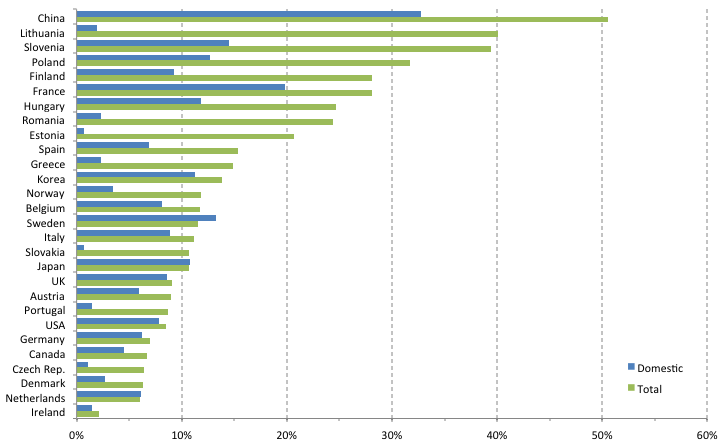 China
Lithuania
Slovenia
Poland
Finland
France
Hungary
Romania
Estonia
Spain
Greece
Korea
Norway
Belgium
Sweden
Italy
Slovakia
Japan
UK
Austria
Portugal
USA
Germany
Canada
Czech Rep.
Denmark
Netherlands
Ireland
Domestic
Total
0% 10% 20% 30% 40% 50% 60%